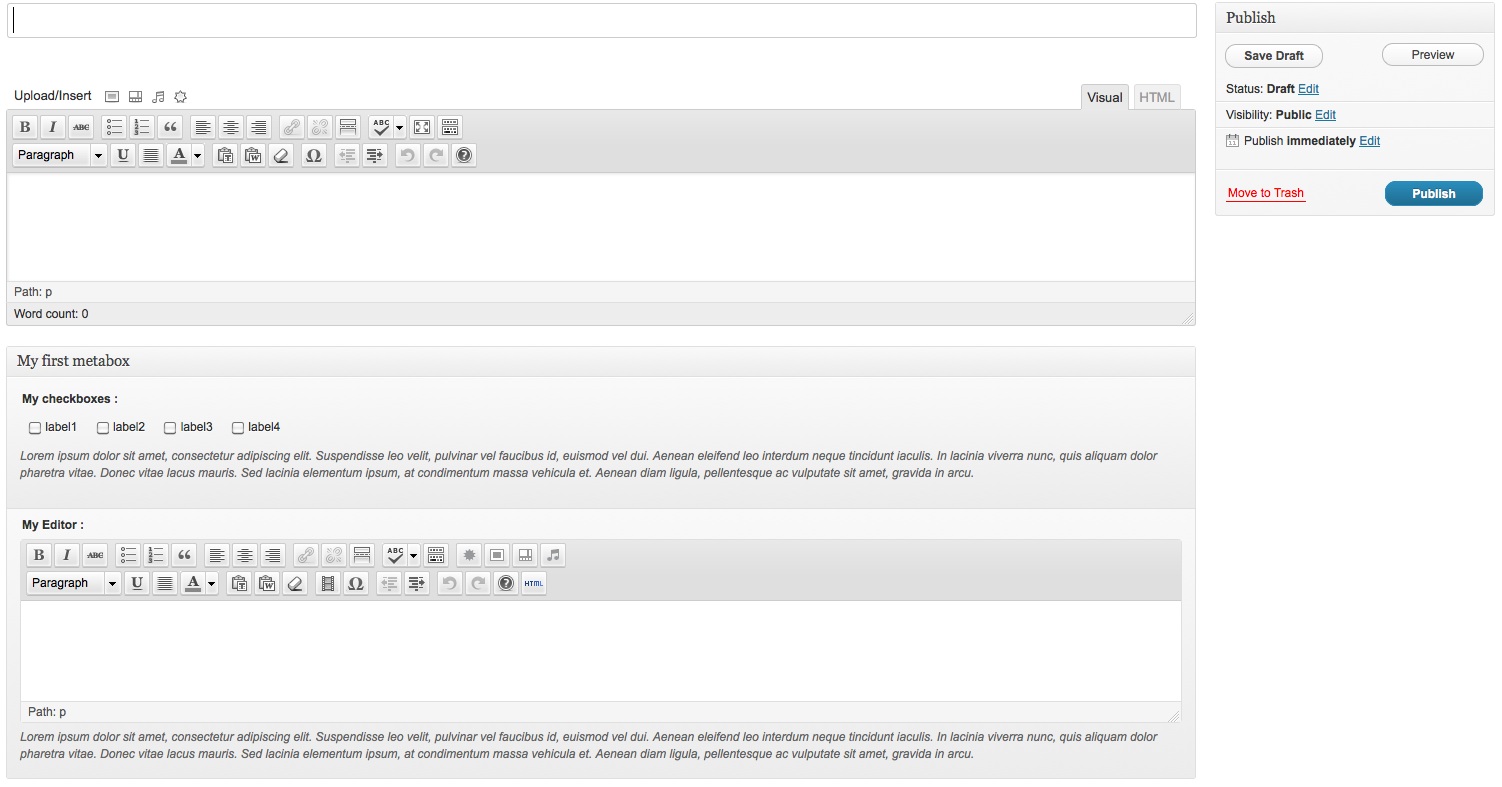 Publish
Save Draft Preview
Status: Draft Edit
Visibility: Public Edit
Publish immediately Edit
Move to Trash Publish
Upload/Insert Visual HTML
B I ABC ABC
Paragraph U A T W Ω ?
Path: p
Word count: 0
My first metabox
My checkboxes :
label1 label2 label3 label4
Lorem ipsum dolor sit amet, consectetur adipiscing elit. Suspendisse leo velit, pulvinar vel faucibus id, euismod vel dui. Aenean eleifend leo interdum neque tincidunt iaculis. In lacinia viverra nunc, quis aliquam dolor
pharetra vitae. Donec vitae lacus mauris. Sed lacinia elementum ipsum, at condimentum massa vehicula et. Aenean diam ligula, pellentesque ac vulputate sit amet, gravida in arcu.
My Editor :
B I ABC ABC
Paragraph U A T W Ω ? HTML
Path: p
Lorem ipsum dolor sit amet, consectetur adipiscing elit. Suspendisse leo velit, pulvinar vel faucibus id, euismod vel dui. Aenean eleifend leo interdum neque tincidunt iaculis. In lacinia viverra nunc, quis aliquam dolor
pharetra vitae. Donec vitae lacus mauris. Sed lacinia elementum ipsum, at condimentum massa vehicula et. Aenean diam ligula, pellentesque ac vulputate sit amet, gravida in arcu.